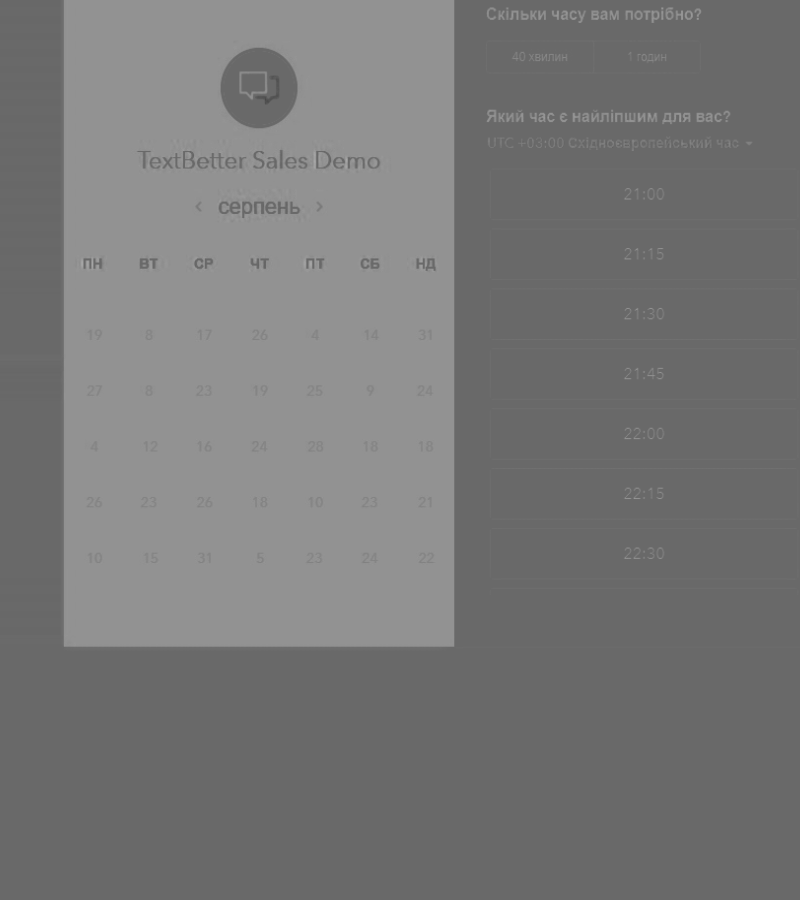 TextBetter Sales Demo
серпень
ПН ВТ СР ЧТ ПТ СБ НД
19 8 17 26 4 14 31
27 8 23 19 25 9 24
4 12 16 24 28 18 18
26 23 26 18 10 23 21
10 15 31 5 23 24 22
Скільки часу вам потрібно?
40 хвилин 1 годин
Який час є найліпшим для вас?
UTC +03:00 Східноєвропейський час
21:00
21:15
21:30
21:45
22:00
22:15
22:30